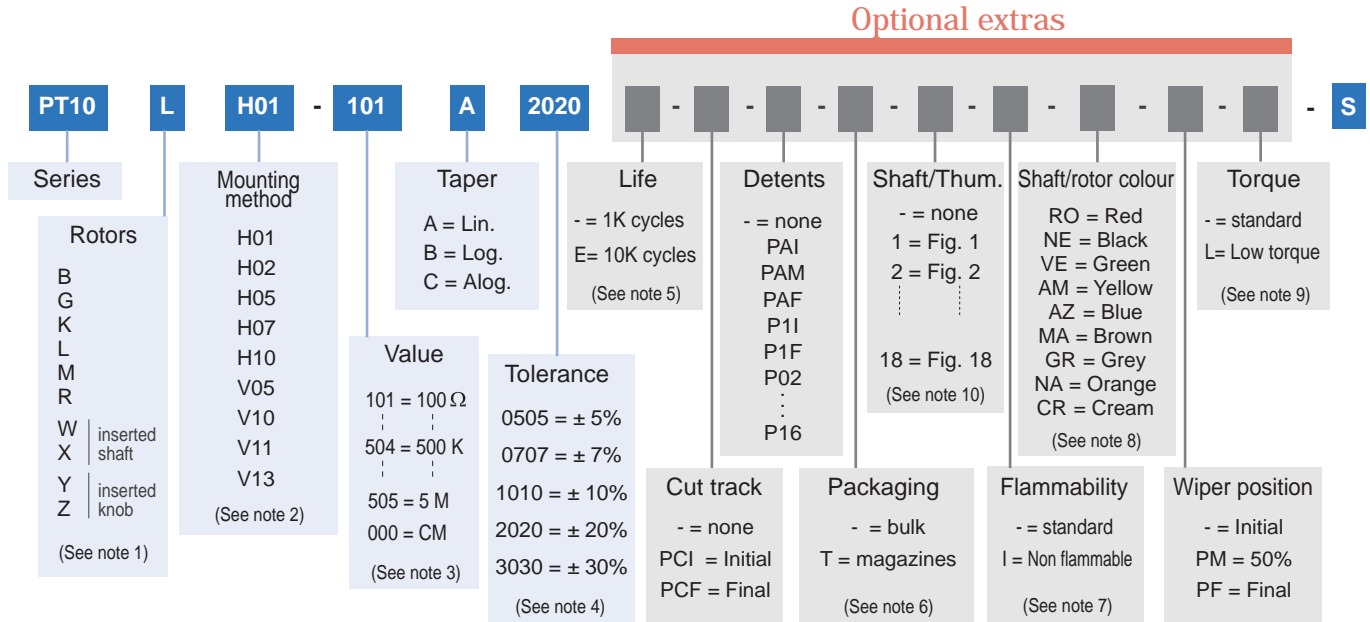 Optional extras
PT10 L H01 - 101 A 2020 - - - - - - - - - S
Series
Rotors
B
G
K
L
M
R
W
X
inserted
shaft
Y
Z
inserted
knob
(See note 1)
Mounting
method
H01
H02
H05
H07
H10
V05
V10
V11
V13
(See note 2)
Value
101 = 100 Ω
504 = 500 K
505 = 5 M
000 = CM
(See note 3)
Taper
A = Lin.
B = Log.
C = Alog.
Tolerance
0505 = ± 5%
0707 = ± 7%
1010 = ± 10%
2020 = ± 20%
3030 = ± 30%
(See note 4)
Life
- = 1K cycles
E= 10K cycles
(See note 5)
Cut track
- = none
PCI = Initial
PCF = Final
Detents
- = none
PAI
PAM
PAF
P1I
P1F
P02
:
:
P16
Packaging
- = bulk
T = magazines
(See note 6)
Shaft/Thum.
- = none
1 = Fig. 1
2 = Fig. 2
18 = Fig. 18
(See note 10)
Flammability
- = standard
I = Non flammable
(See note 7)
Shaft/rotor colour
RO = Red
NE = Black
VE = Green
AM = Yellow
AZ = Blue
MA = Brown
GR = Grey
NA = Orange
CR = Cream
(See note 8)
Wiper position
- = Initial
PM = 50%
PF = Final
Torque
- = standard
L= Low torque
(See note 9)